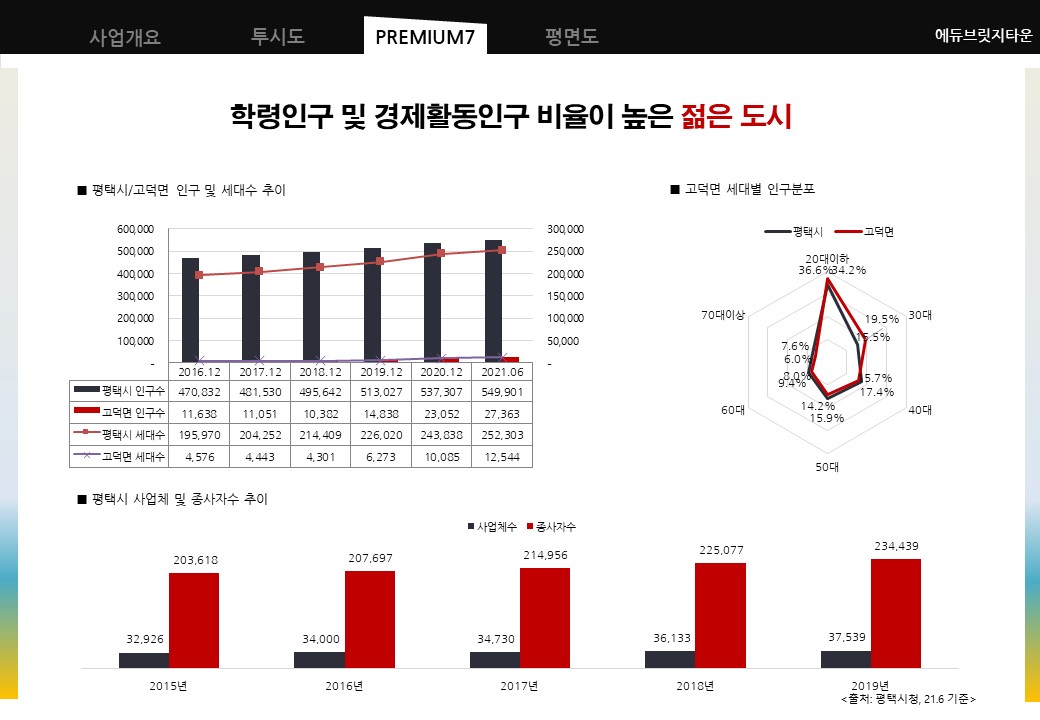 사업개요 투시도 PREMIUM7 평면도 에듀브릿지타운
학령인구 및 경제활동인구 비율이 높은 젊은 도시
■ 평택시/고덕면 인구 및 세대수 추이
600,000
500,000
400,000
300,000
200,000
100,000
-
300,000
250,000
200,000
150,000
100,000
50,000
-
2016.12 2017.12 2018.12 2019.12 2020.12 2021.06
평택시 인구수 470,832 481,530 495,642 513,027 537,307 549,901
고덕면 인구수 11,638 11,051 10,382 14,838 23,052 27,363
평택시 세대수 195,970 204,252 214,409 226,020 243,838 252,303
고덕면 세대수 4,576 4,443 4,301 6,273 10,085 12,544
■ 고덕면 세대별 인구분포
평택시 고덕면
20대이하
36.6% 34.2%
70대이상 19.5% 30대
15.5%
7.6%
6.0%
8.0% 15.7%
9.4% 17.4%
60대 14.2% 40대
15.9%
50대
■ 평택시 사업체 및 종사자수 추이
사업체수 종사자수
203,618 207,697 214,956 225,077 234,439
32,926 34,000 34,730 36,133 37,539
2015년 2016년 2017년 2018년 2019년
<출처: 평택시청, 21.6 기준>